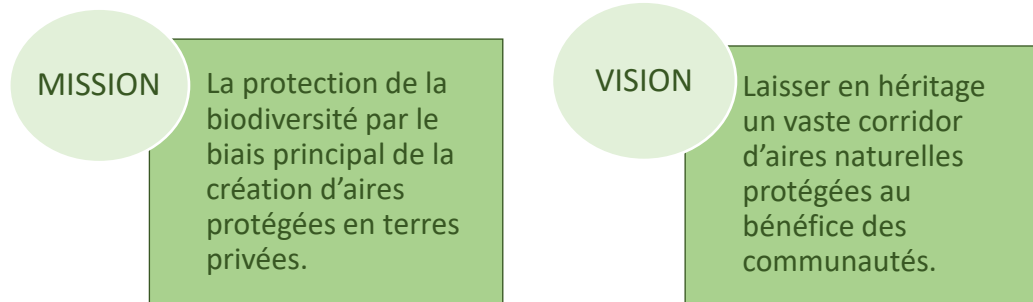 MISSION
La protection de la
biodiversité par le
biais principal de la
création d'aires
protégées en terres
privées.
VISION
Laisser en héritage
un vaste corridor
d'aires naturelles
protégées au
bénéfice des
communautés.